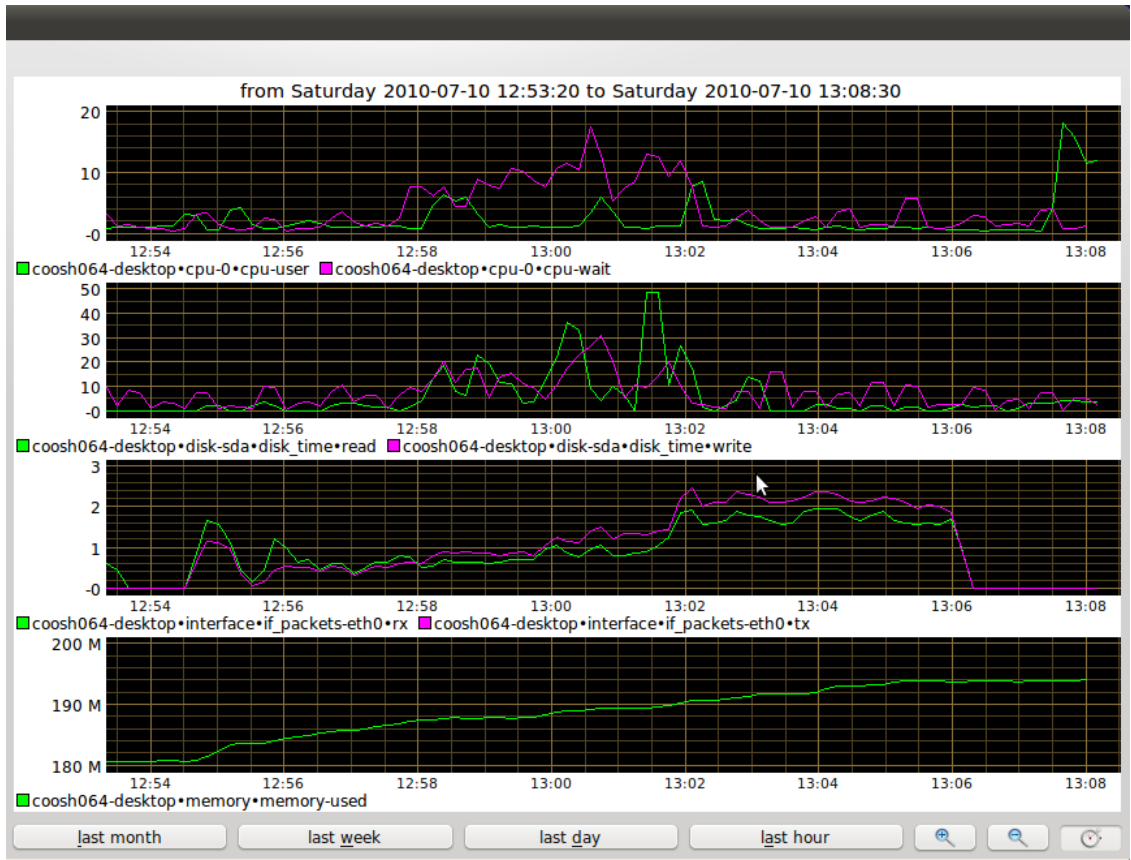 from Saturday 2010-07-10 12:53:20 to Saturday 2010-07-10 13:08:30
20
10
-0
12:54 12:56 12:58 13:00 13:02 13:04 13:06 13:08
coosh064-desktop•cpu-0•cpu-user coosh064-desktop•cpu-0•cpu-wait
50
40
30
20
10
-0
12:54 12:56 12:58 13:00 13:02 13:04 13:06 13:08
coosh064-desktop•disk-sda•disk_time•read coosh064-desktop•disk-sda•disk_time•write
3
2
1
-0
12:54 12:56 12:58 13:00 13:02 13:04 13:06 13:08
coosh064-desktop•interface•if_packets-eth0•rx coosh064-desktop•interface•if_packets-eth0•tx
200 M
190 M
180 M
12:54 12:56 12:58 13:00 13:02 13:04 13:06 13:08
coosh064-desktop•memory•memory-used
last month last week last day last hour